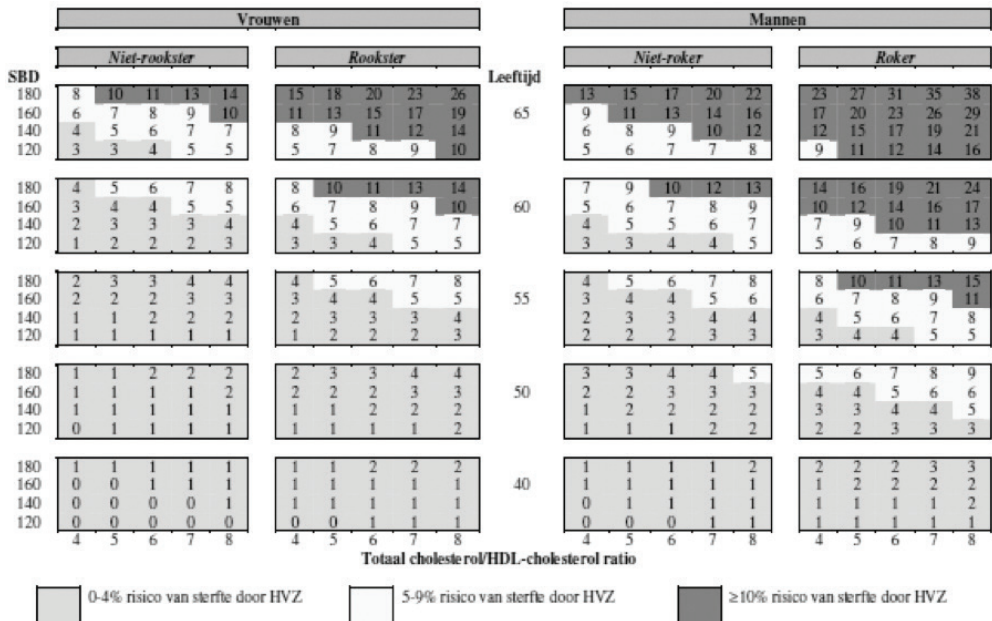 Vrouwen Mannen
Niet-rookster Rookster Niet-roker Roker
SBD Leeftijd
180 8 10 11 13 14 15 18 20 23 26 13 15 17 20 22 23 27 31 35 38
160 6 7 8 9 10 11 13 15 17 19 65 9 11 13 14 16 17 20 23 26 29
140 4 5 6 7 7 8 9 11 12 14 6 8 9 10 12 12 15 17 19 21
120 3 3 4 5 5 5 7 8 9 10 5 6 7 7 8 9 11 12 14 16
180 4 5 6 7 8 8 10 11 13 14 7 9 10 12 13 14 16 19 21 24
160 3 4 4 5 5 6 7 8 9 10 60 5 6 7 8 9 10 12 14 16 17
140 2 3 3 3 4 4 5 6 7 7 4 5 5 6 7 7 9 10 11 13
120 1 2 2 2 3 3 3 4 5 5 3 3 4 4 5 5 6 7 8 9
180 2 3 3 4 4 4 5 6 7 8 4 5 6 7 8 8 10 11 13 15
160 2 2 2 3 3 3 4 4 5 5 55 3 4 4 5 6 6 7 8 9 11
140 1 1 2 2 2 2 3 3 3 4 2 3 3 4 4 4 5 6 7 8
120 1 1 1 1 1 1 2 2 2 3 2 2 2 3 3 3 4 4 5 5
180 1 1 2 2 2 2 3 3 4 4 3 3 4 4 5 5 6 7 8 9
160 1 1 1 1 2 2 2 2 3 3 50 2 2 3 3 3 4 4 5 6 6
140 1 1 1 1 1 1 1 2 2 2 1 2 2 2 2 3 3 4 4 5
120 0 1 1 1 1 1 1 1 1 2 1 1 1 2 2 2 2 3 3 3
180 1 1 1 1 1 1 1 2 2 2 1 1 1 1 2 2 2 2 3 3
160 0 0 1 1 1 1 1 1 1 1 40 1 1 1 1 1 1 2 2 2 2
140 0 0 0 0 1 1 1 1 1 1 0 1 1 1 1 1 1 1 1 2
120 0 0 0 0 0 0 0 1 1 1 0 0 0 1 1 1 1 1 1 1
4 5 6 7 8 4 5 6 7 8 4 5 6 7 8 4 5 6 7 8
Totaal cholesterol/HDL-cholesterol ratio
0-4% risico van sterfte door HVZ 5-9% risico van sterfte door HVZ ≥10% risico van sterfte door HVZ